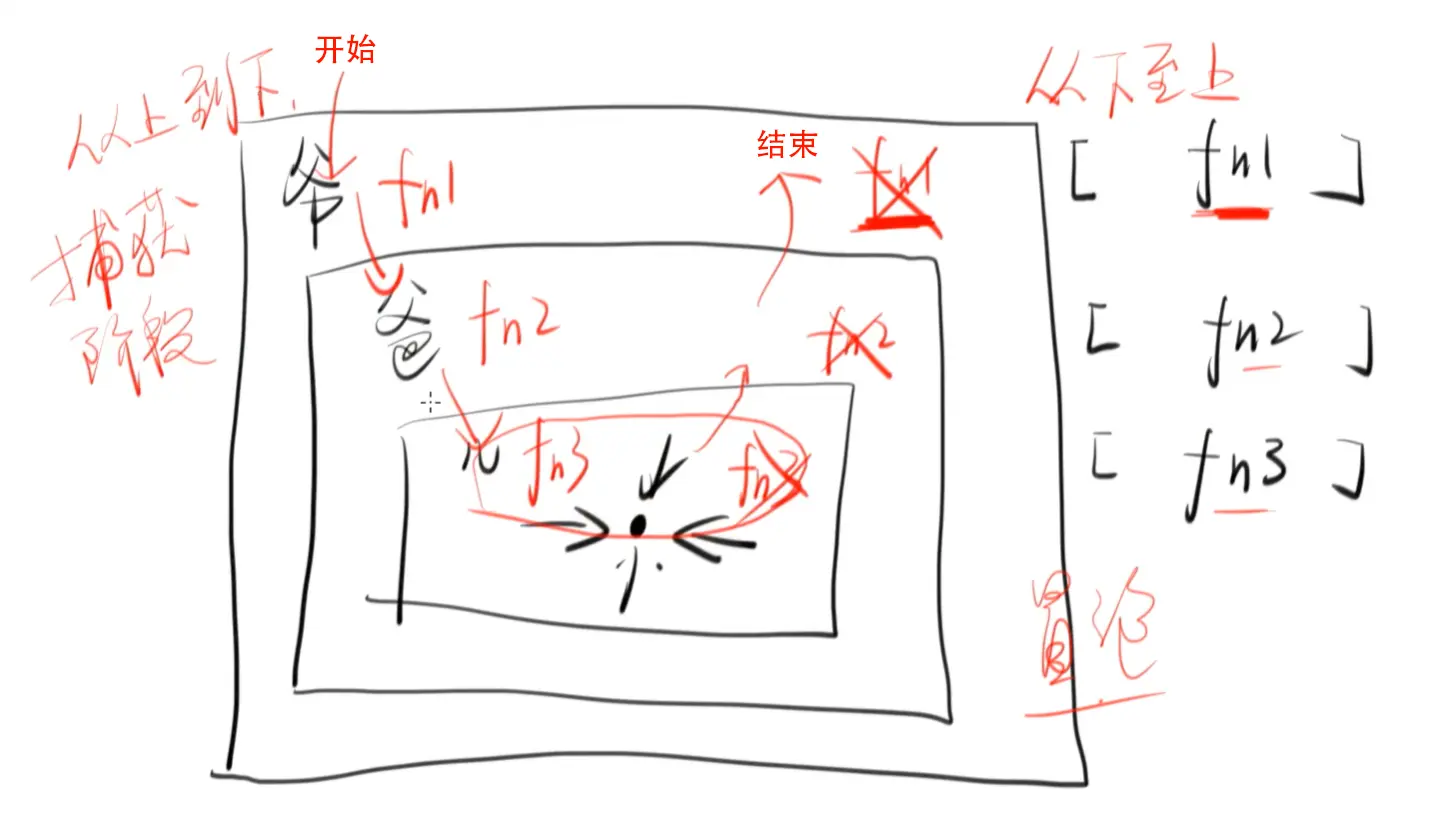 开始
从上到下.
从下至上
结束
爷 fn1
fn1
[ fn1 ]
捕获
阶段
爸 fn2
fn2
[ fn2 ]
儿 fn3
fn3
[ fn3 ]
冒泡